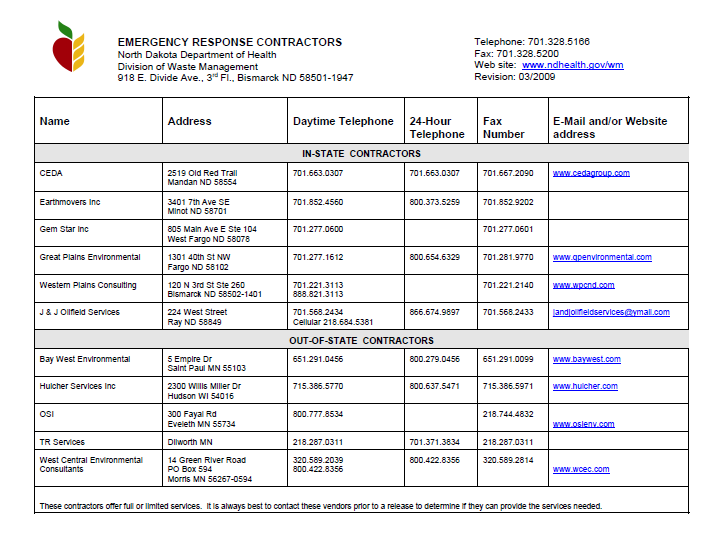 EMERGENCY RESPONSE CONTRACTORS
North Dakota Department of Health
Division of Waste Management
918 E. Divide Ave., 3rd Fl., Bismarck ND 58501-1947
Telephone: 701.328.5166
Fax: 701.328.5200
Web site: www.ndhealth.gov/wm
Revision: 03/2009
Name Address Daytime Telephone 24-Hour Telephone Fax Number E-Mail and/or Website address
IN-STATE CONTRACTORS
CEDA 2519 Old Red Trail 701.663.0307 701.663.0307 701.667.2090 www.cedagroup.com
Mandan ND 58554
Earthmovers Inc 3401 7th Ave SE 701.852.4560 800.373.5259 701.852.9202
Minot ND 58701
Gem Star Inc 805 Main Ave E Ste 104 701.277.0600 701.277.0601
West Fargo ND 58078
Great Plains Environmental 1301 40th St NW 701.277.1612 800.654.6329 701.281.9770 www.gpenvironmental.com
Fargo ND 58102
Western Plains Consulting 120 N 3rd St Ste 260 701.221.3113 701.221.2140 www.wpcnd.com
Bismarck ND 58502-1401 888.821.3113
J & J Oilfield Services 224 West Street 701.568.2434 866.674.9897 701.568.2433 jandjoilfieldservices@ymail.com
Ray ND 58849 Cellular 218.684.5381
OUT-OF-STATE CONTRACTORS
Bay West Environmental 5 Empire Dr 651.291.0456 800.279.0456 651.291.0099 www.baywest.com
Saint Paul MN 55103
Hulcher Services Inc 2300 Willis Miller Dr 715.386.5770 800.637.5471 715.386.5971 www.hulcher.com
Hudson WI 54016
OSI 300 Fayal Rd 800.777.8534 218.744.4832
Eveleth MN 55734 www.osienv.com
TR Services Dilworth MN 218.287.0311 701.371.3834 218.287.0311
West Central Environmental 14 Green River Road 320.589.2039 800.422.8356 320.589.2814
Consultants PO Box 594 800.422.8356 www.wcec.com
Morris MN 56267-0594
These contractors offer full or limited services. It is always best to contact these vendors prior to a release to determine if they can provide the services needed.